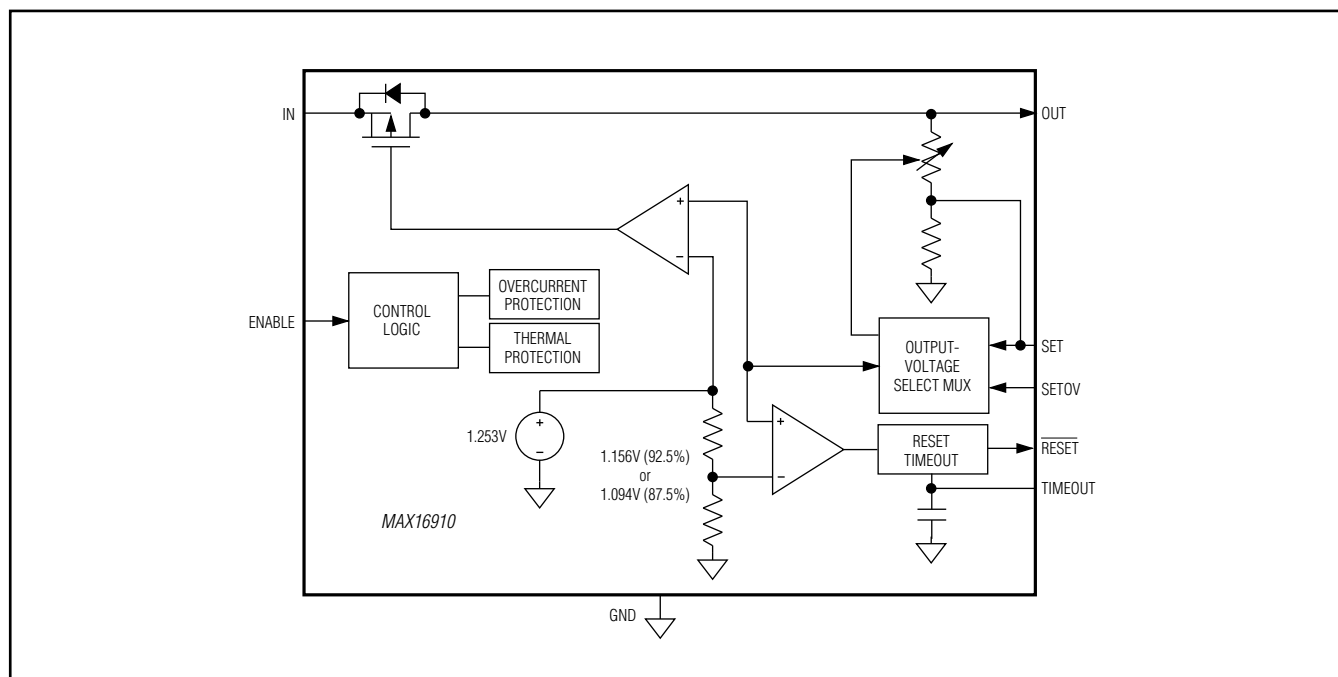 IN
OUT
+
−
OVERCURRENT
PROTECTION
CONTROL
LOGIC
ENABLE
THERMAL
PROTECTION
OUTPUT-
VOLTAGE
SELECT MUX
SET
SETOV
1.253V
+
−
1.156V (92.5%)
or
1.094V (87.5%)
+
−
RESET
TIMEOUT
RESET
TIMEOUT
MAX16910
GND